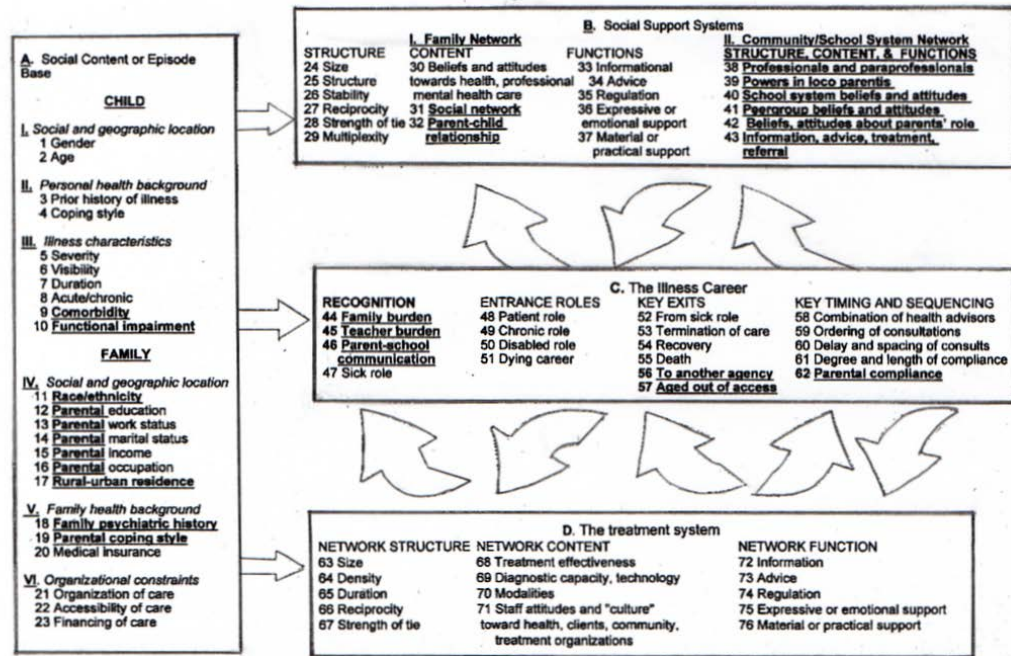 A. Social Content or Episode
Base
CHILD
I. Social and geographic location
1 Gender
2 Age
II. Personal health background
3 Prior history of illness
4 Coping style
III. Illness characteristics
5 Severity
6 Visibility
7 Duration
8 Acute/chronic
9 Comorbidity
10 Functional impairment
FAMILY
IV. Social and geographic location
11 Race/ethnicity
12 Parental education
13 Parental work status
14 Parental marital status
15 Parental Income
16 Parental occupation
17 Rural-urban residence
V. Family health background
18 Family psychiatric history
19 Parental coping style
20 Medical insurance
VI. Organizational constraints
21 Organization of care
22 Accessibility of care
23 Financing of care
B. Social Support Systems
I. Family Network
STRUCTURE
24 Size
25 Structure
26 Stability
27 Reciprocity
28 Strength of tie
29 Multiplexity
CONTENT
30 Beliefs and attitudes
towards health, professional
mental health care
31 Social network
32 Parent-child
relationship
FUNCTIONS
33 Informational
34 Advice
35 Regulation
36 Expressive or
emotional support
37 Material or
practical support
II. Community/School System Network
STRUCTURE, CONTENT, & FUNCTIONS
38 Professionals and paraprofessionals
39 Powers in loco parentis
40 School system beliefs and attitudes
41 Peergroup beliefs and attitudes
42 Beliefs, attitudes about parents' role
43 Information, advice, treatment,
referral
C. The Illness Career
RECOGNITION
44 Family burden
45 Teacher burden
46 Parent-school
communication
47 Sick role
ENTRANCE ROLES
48 Patient role
49 Chronic role
50 Disabled role
51 Dying career
KEY EXITS
52 From sick role
53 Termination of care
54 Recovery
55 Death
56 To another agency
57 Aged out of access
KEY TIMING AND SEQUENCING
58 Combination of health advisors
59 Ordering of consultations
60 Delay and spacing of consults
61 Degree and length of compliance
62 Parental compliance
D. The treatment system
NETWORK STRUCTURE
63 Size
64 Density
65 Duration
66 Reciprocity
67 Strength of tie
NETWORK CONTENT
68 Treatment effectiveness
69 Diagnostic capacity, technology
70 Modalities
71 Staff attitudes and "culture"
toward health, clients, community,
treatment organizations
NETWORK FUNCTION
72 Information
73 Advice
74 Regulation
75 Expressive or emotional support
76 Material or practical support